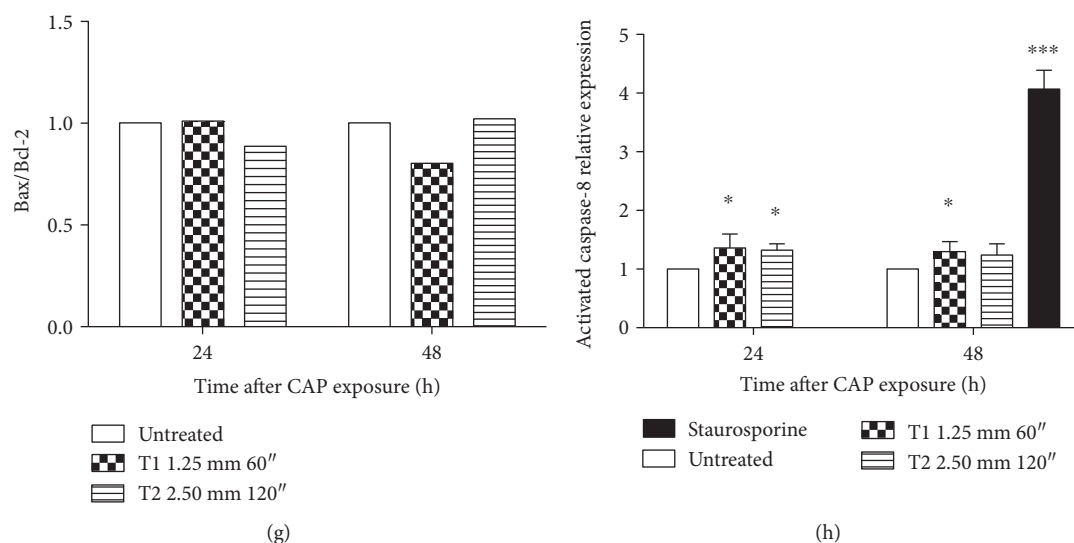 1.5
1.0
0.5
0.0
Bax/Bcl-2
24
48
Time after CAP exposure (h)
Untreated
T1 1.25 mm 60″
T2 2.50 mm 120″
(g)
5
4
3
2
1
0
Activated caspase-8 relative expression
*
*
*
***
24
48
Time after CAP exposure (h)
Staurosporine
Untreated
T1 1.25 mm 60″
T2 2.50 mm 120″
(h)